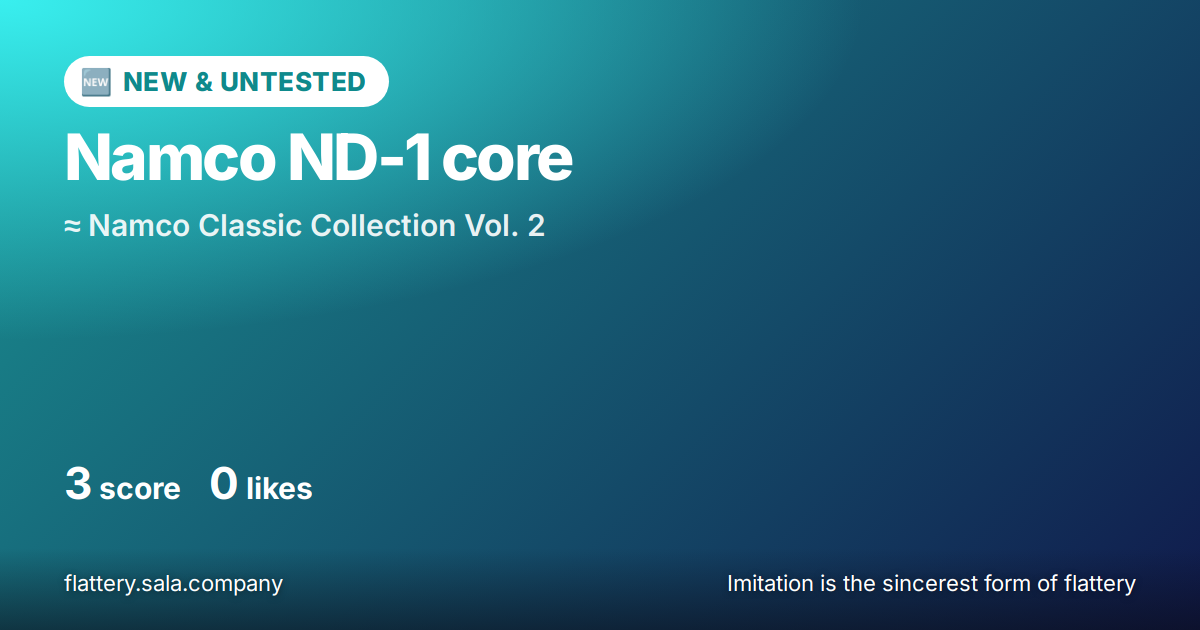 🆕 NEW & UNTESTED
Namco ND-1 core
≈ Namco Classic Collection Vol. 2
3 score 0 likes
flattery.sala.company
Imitation is the sincerest form of flattery